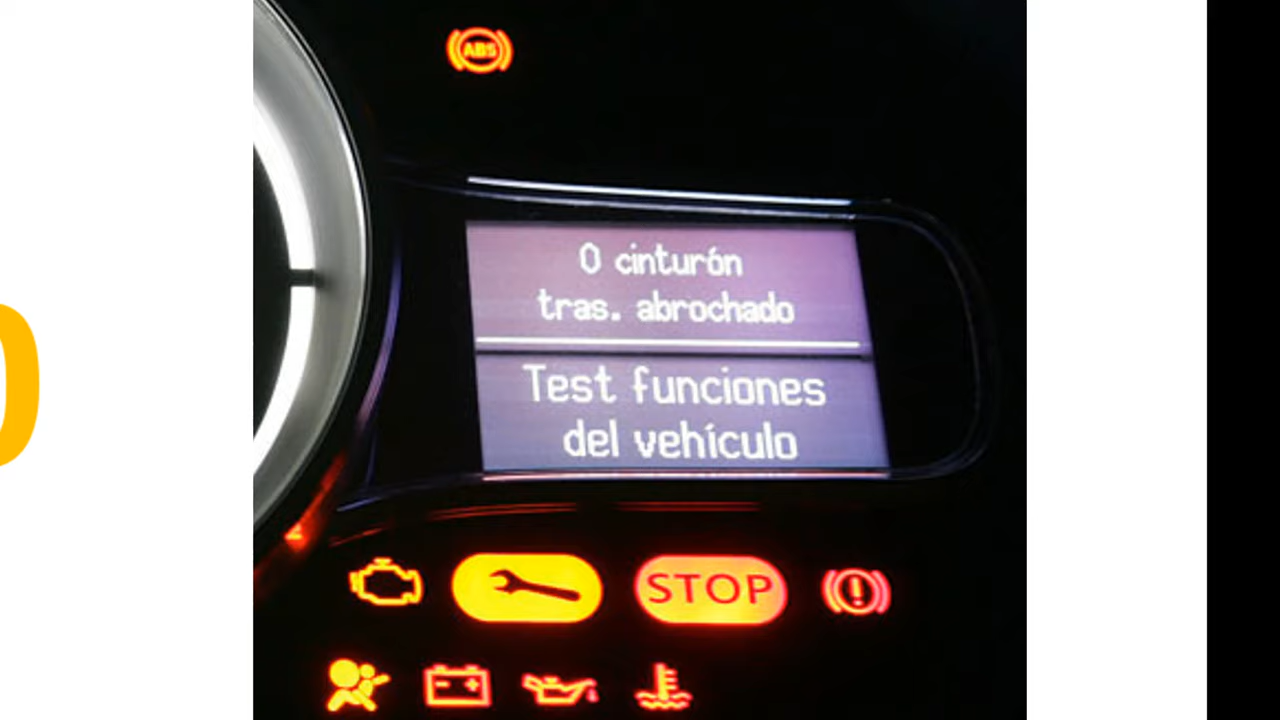 ABS
0 cinturón
tras. abrochado
Test funciones
del vehículo
STOP